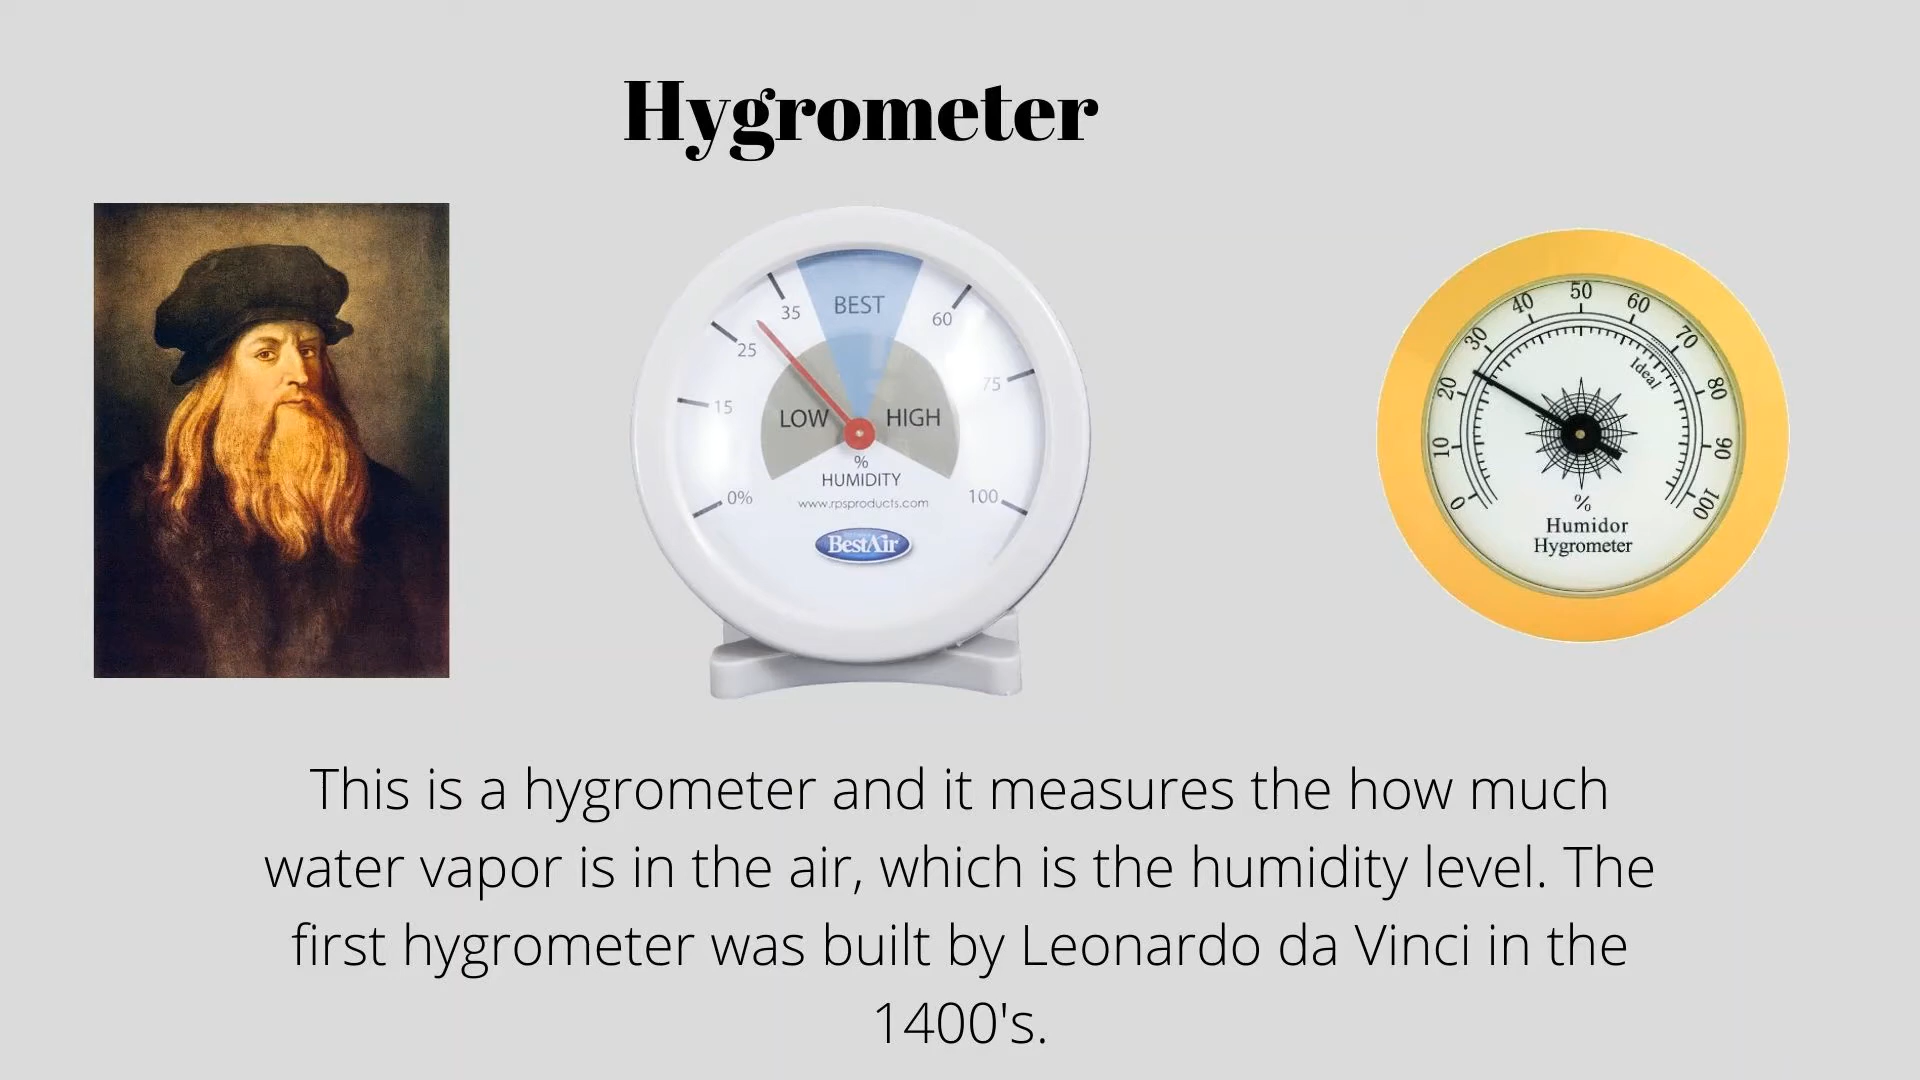 Hygrometer
BEST
35
60
25
75
15
LOW
HIGH
%
HUMIDITY
0%
100
www.rpsproducts.com
BestAir
50
40
60
30
70
Ideal
20
80
10
90
0
100
%
Humidor
Hygrometer
This is a hygrometer and it measures the how much
water vapor is in the air, which is the humidity level. The
first hygrometer was built by Leonardo da Vinci in the
1400's.